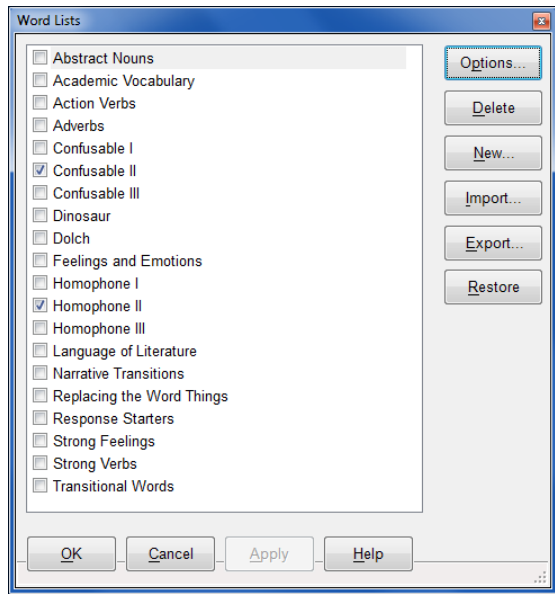 Word Lists
Abstract Nouns
Academic Vocabulary
Action Verbs
Adverbs
Confusable I
Confusable II
Confusable III
Dinosaur
Dolch
Feelings and Emotions
Homophone I
Homophone II
Homophone III
Language of Literature
Narrative Transitions
Replacing the Word Things
Response Starters
Strong Feelings
Strong Verbs
Transitional Words
Options...
Delete
New...
Import...
Export...
Restore
OK Cancel Apply Help